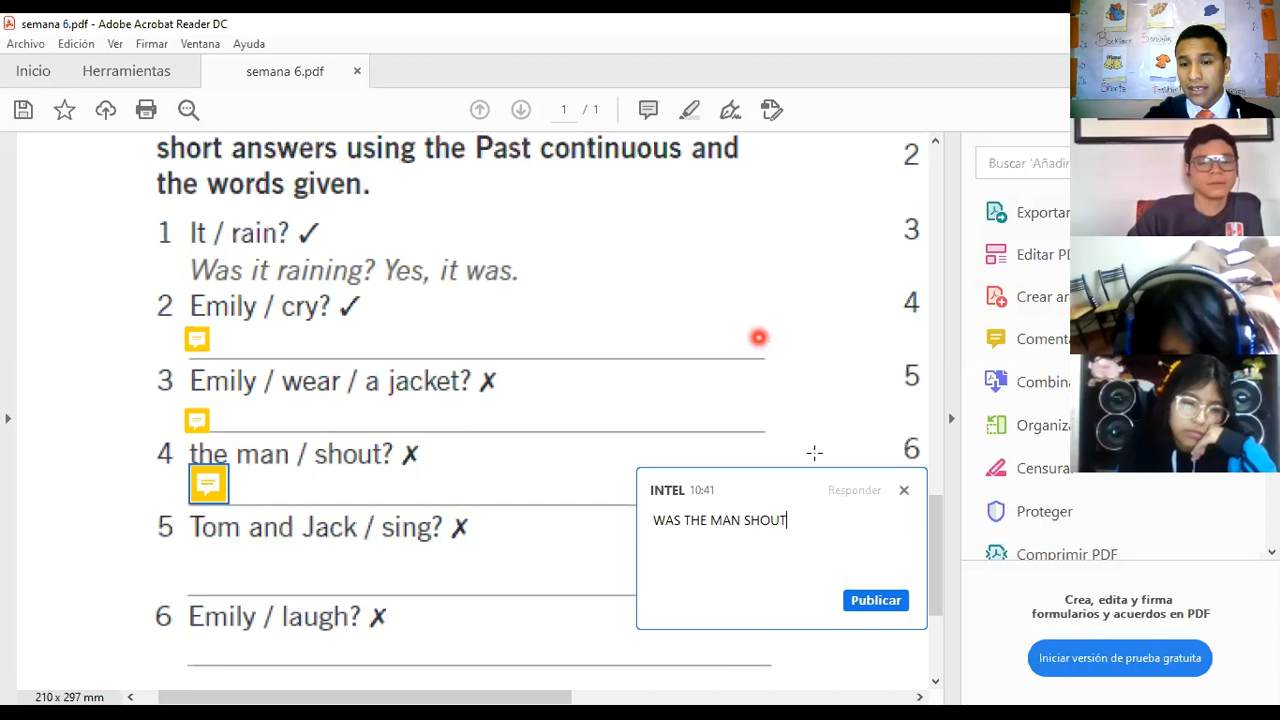 semana 6.pdf - Adobe Acrobat Reader DC
Archivo Edición Ver Firmar Ventana Ayuda
Inicio Herramientas semana 6.pdf ×
1 / 1
short answers using the Past continuous and
the words given.
1 It / rain? ✓
Was it raining? Yes, it was.
2 Emily / cry? ✓
3 Emily / wear / a jacket? ✗
4 the man / shout? ✗
5 Tom and Jack / sing? ✗
6 Emily / laugh? ✗
2
3
4
5
6
INTEL 10:41 Responder
WAS THE MAN SHOUT
Publicar
210 x 297 mm
Buscar 'Añadir
Exportar
Editar PD
Crear ar
Comenta
Combina
Organiza
Censura
Proteger
Comprimir PDF
Crea, edita y firma
formularios y acuerdos en PDF
Iniciar versión de prueba gratuita
Shorts